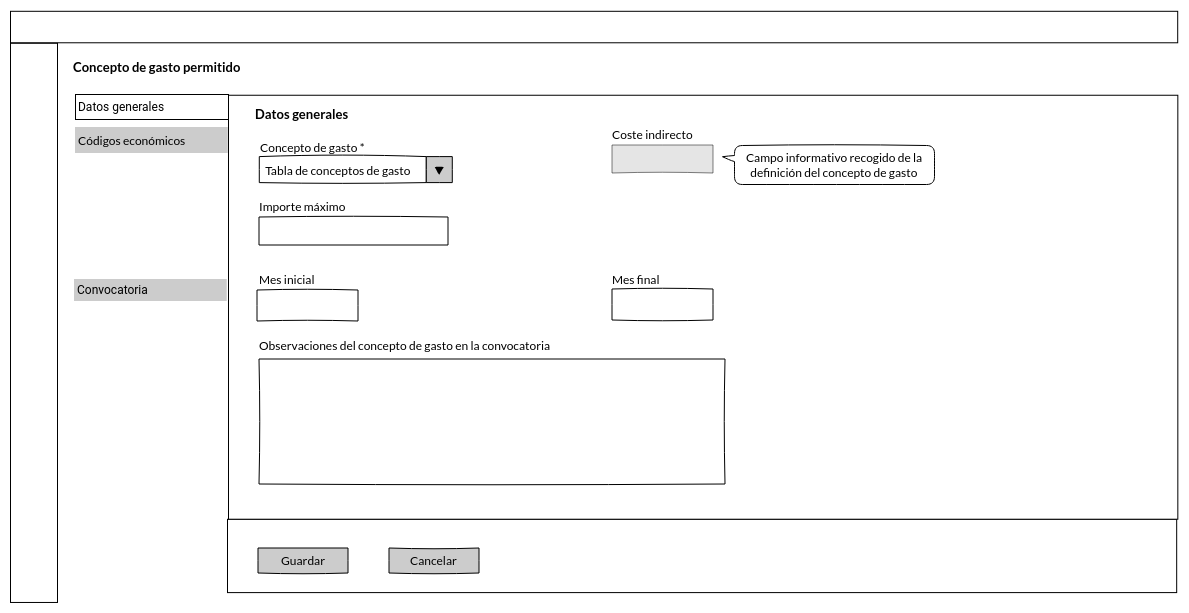 Concepto de gasto permitido
Datos generales
Códigos económicos
Convocatoria
Datos generales
Concepto de gasto *
Tabla de conceptos de gasto
Coste indirecto
Campo informativo recogido de la
definición del concepto de gasto
Importe máximo
Mes inicial
Mes final
Observaciones del concepto de gasto en la convocatoria
Guardar
Cancelar